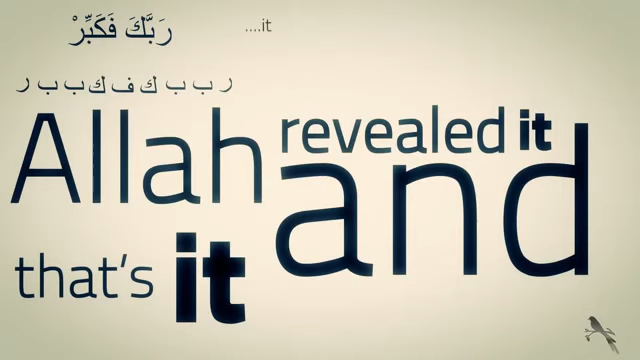 رَبَّكَ فَكَبِّرْ
....it
ر ب ب ك ف ك ب ب ر
Allah revealed it
and
that's it